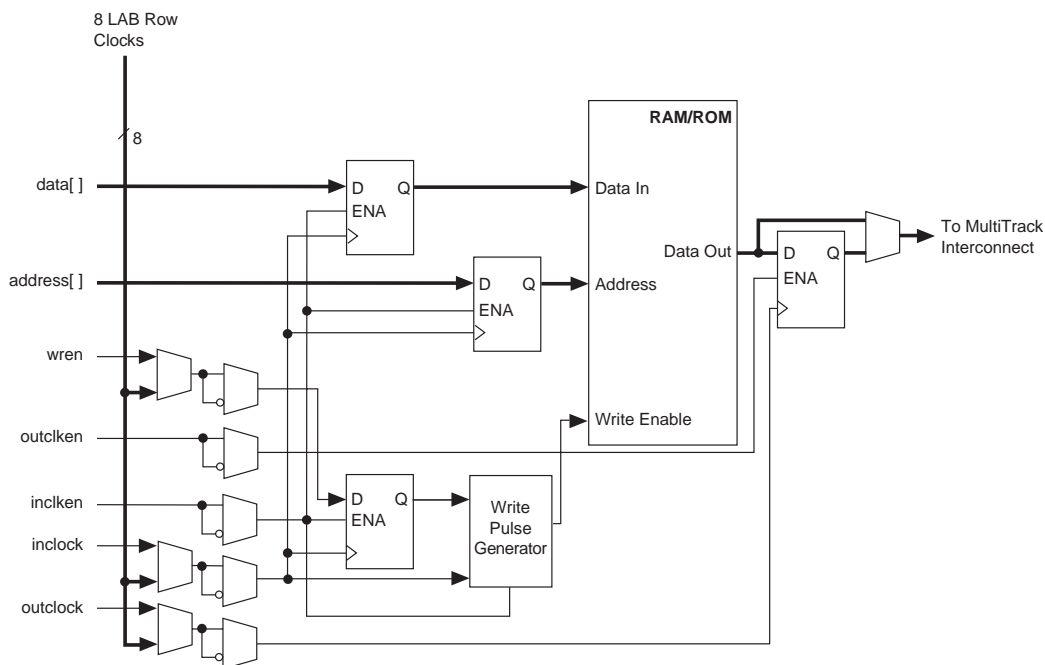 8 LAB Row
Clocks
8
RAM/ROM
data[ ]
D Q
ENA
Data In
To MultiTrack
Interconnect
Data Out
D Q
ENA
address[ ]
D Q
ENA
Address
wren
Write Enable
outclken
inclken
D Q
ENA
Write
Pulse
Generator
inclock
outclock